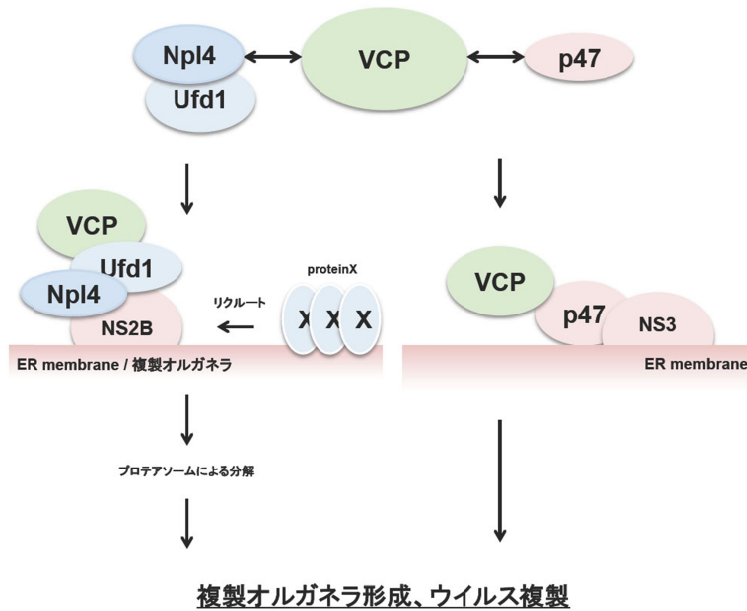 Npl4
VCP
p47
Ufd1
VCP
Ufd1
Npl4
NS2B
リクルート
proteinX
X X X
VCP
p47
NS3
ER membrane / 複製オルガネラ
ER membrane
プロテアソームによる分解
複製オルガネラ形成、ウイルス複製